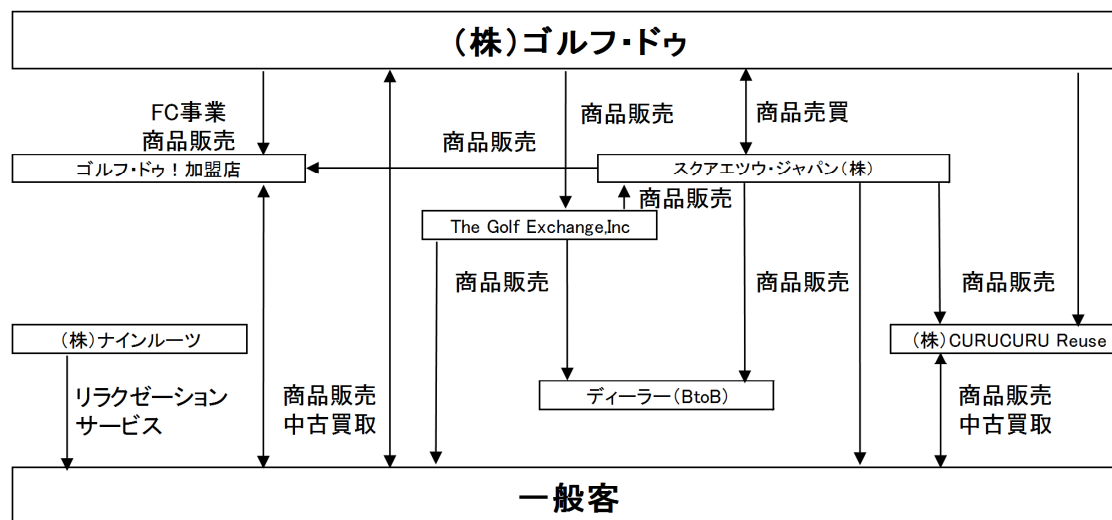 (株)ゴルフ・ドゥ
FC事業
商品販売
商品販売
商品販売
商品売買
ゴルフ・ドゥ！加盟店
スクアエツウ・ジャパン(株)
商品販売
The Golf Exchange,Inc
商品販売
商品販売
商品販売
(株)ナインルーツ
(株)CURUCURU Reuse
リラクゼーション
サービス
商品販売
中古買取
ディーラー(BtoB)
商品販売
中古買取
一般客